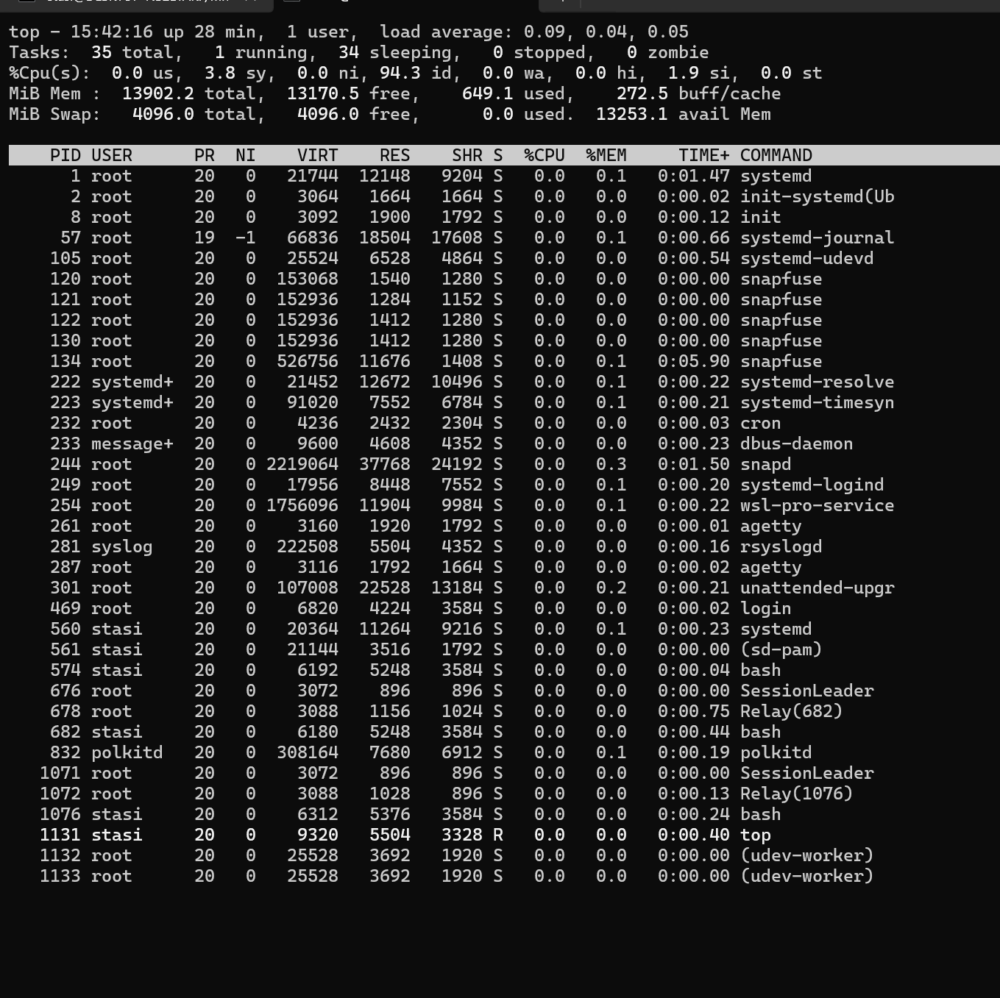 top - 15:42:16 up 28 min,  1 user,  load average: 0.09, 0.04, 0.05
Tasks:  35 total,   1 running,  34 sleeping,   0 stopped,   0 zombie
%Cpu(s):  0.0 us,  3.8 sy,  0.0 ni, 94.3 id,  0.0 wa,  0.0 hi,  1.9 si,  0.0 st
MiB Mem :  13902.2 total,  13170.5 free,    649.1 used,    272.5 buff/cache
MiB Swap:   4096.0 total,   4096.0 free,      0.0 used.  13253.1 avail Mem
PID USER PR NI VIRT RES SHR S %CPU %MEM TIME+ COMMAND
1 root 20 0 21744 12148 9204 S 0.0 0.1 0:01.47 systemd
2 root 20 0 3064 1664 1664 S 0.0 0.0 0:00.02 init-systemd(Ub
8 root 20 0 3092 1900 1792 S 0.0 0.0 0:00.12 init
57 root 19 -1 66836 18504 17608 S 0.0 0.1 0:00.66 systemd-journal
105 root 20 0 25524 6528 4864 S 0.0 0.0 0:00.54 systemd-udevd
120 root 20 0 153068 1540 1280 S 0.0 0.0 0:00.00 snapfuse
121 root 20 0 152936 1284 1152 S 0.0 0.0 0:00.00 snapfuse
122 root 20 0 152936 1412 1280 S 0.0 0.0 0:00.00 snapfuse
130 root 20 0 152936 1412 1280 S 0.0 0.0 0:00.00 snapfuse
134 root 20 0 526756 11676 1408 S 0.0 0.1 0:05.90 snapfuse
222 systemd+ 20 0 21452 12672 10496 S 0.0 0.1 0:00.22 systemd-resolve
223 systemd+ 20 0 91020 7552 6784 S 0.0 0.1 0:00.21 systemd-timesyn
232 root 20 0 4236 2432 2304 S 0.0 0.0 0:00.03 cron
233 message+ 20 0 9600 4608 4352 S 0.0 0.0 0:00.23 dbus-daemon
244 root 20 0 2219064 37768 24192 S 0.0 0.3 0:01.50 snapd
249 root 20 0 17956 8448 7552 S 0.0 0.1 0:00.20 systemd-logind
254 root 20 0 1756096 11904 9984 S 0.0 0.1 0:00.22 wsl-pro-service
261 root 20 0 3160 1920 1792 S 0.0 0.0 0:00.01 agetty
281 syslog 20 0 222508 5504 4352 S 0.0 0.0 0:00.16 rsyslogd
287 root 20 0 3116 1792 1664 S 0.0 0.0 0:00.02 agetty
301 root 20 0 107008 22528 13184 S 0.0 0.2 0:00.21 unattended-upgr
469 root 20 0 6820 4224 3584 S 0.0 0.0 0:00.02 login
560 stasi 20 0 20364 11264 9216 S 0.0 0.1 0:00.23 systemd
561 stasi 20 0 21144 3516 1792 S 0.0 0.0 0:00.00 (sd-pam)
574 stasi 20 0 6192 5248 3584 S 0.0 0.0 0:00.04 bash
676 root 20 0 3072 896 896 S 0.0 0.0 0:00.00 SessionLeader
678 root 20 0 3088 1156 1024 S 0.0 0.0 0:00.75 Relay(682)
682 stasi 20 0 6180 5248 3584 S 0.0 0.0 0:00.44 bash
832 polkitd 20 0 308164 7680 6912 S 0.0 0.1 0:00.19 polkitd
1071 root 20 0 3072 896 896 S 0.0 0.0 0:00.00 SessionLeader
1072 root 20 0 3088 1028 896 S 0.0 0.0 0:00.13 Relay(1076)
1076 stasi 20 0 6312 5376 3584 S 0.0 0.0 0:00.24 bash
1131 stasi 20 0 9320 5504 3328 R 0.0 0.0 0:00.40 top
1132 root 20 0 25528 3692 1920 S 0.0 0.0 0:00.00 (udev-worker)
1133 root 20 0 25528 3692 1920 S 0.0 0.0 0:00.00 (udev-worker)